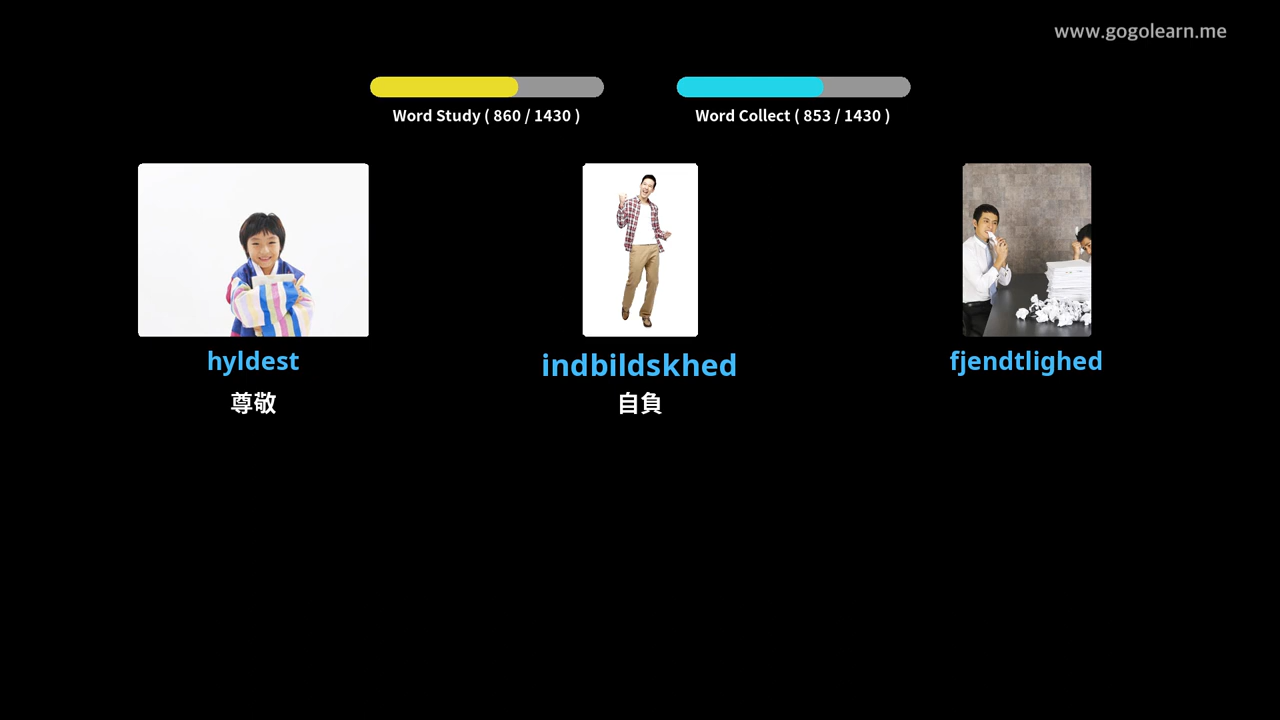 www.gogolearn.me
Word Study ( 860 / 1430 )
Word Collect ( 853 / 1430 )
hyldest
indbildskhed
fjendtlighed
尊敬
自負